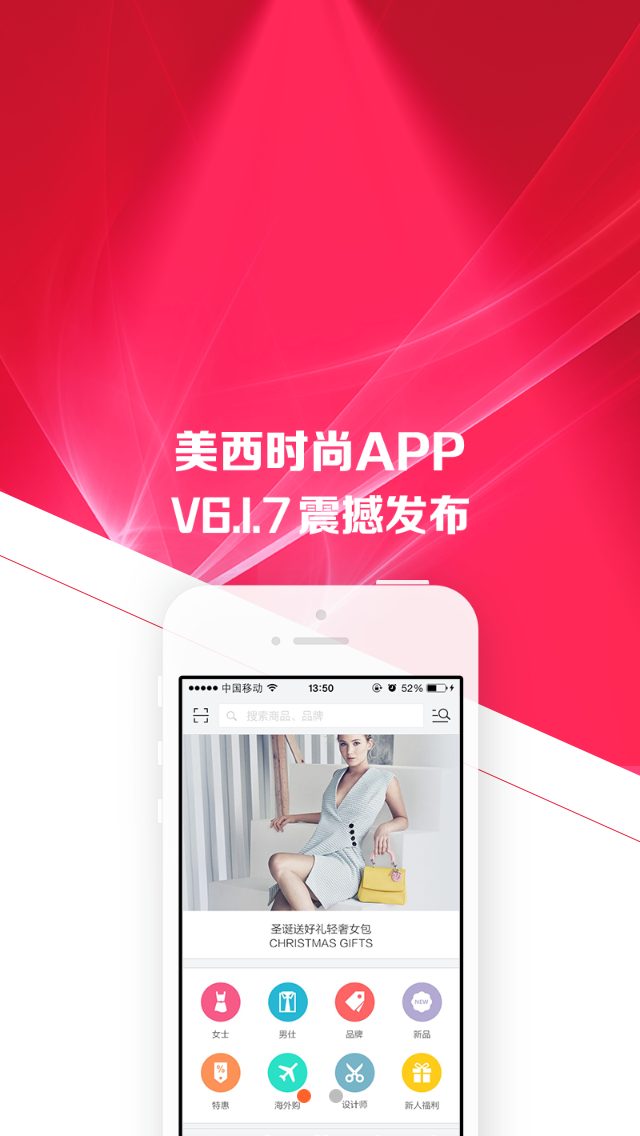 美西时尚APP
V6.1.7 震撼发布
中国移动 13:50 52%
搜索商品、品牌
圣诞送好礼轻奢女包
CHRISTMAS GIFTS
NEW
女士 男仕 品牌 新品
%
特惠 海外购 设计师 新人福利